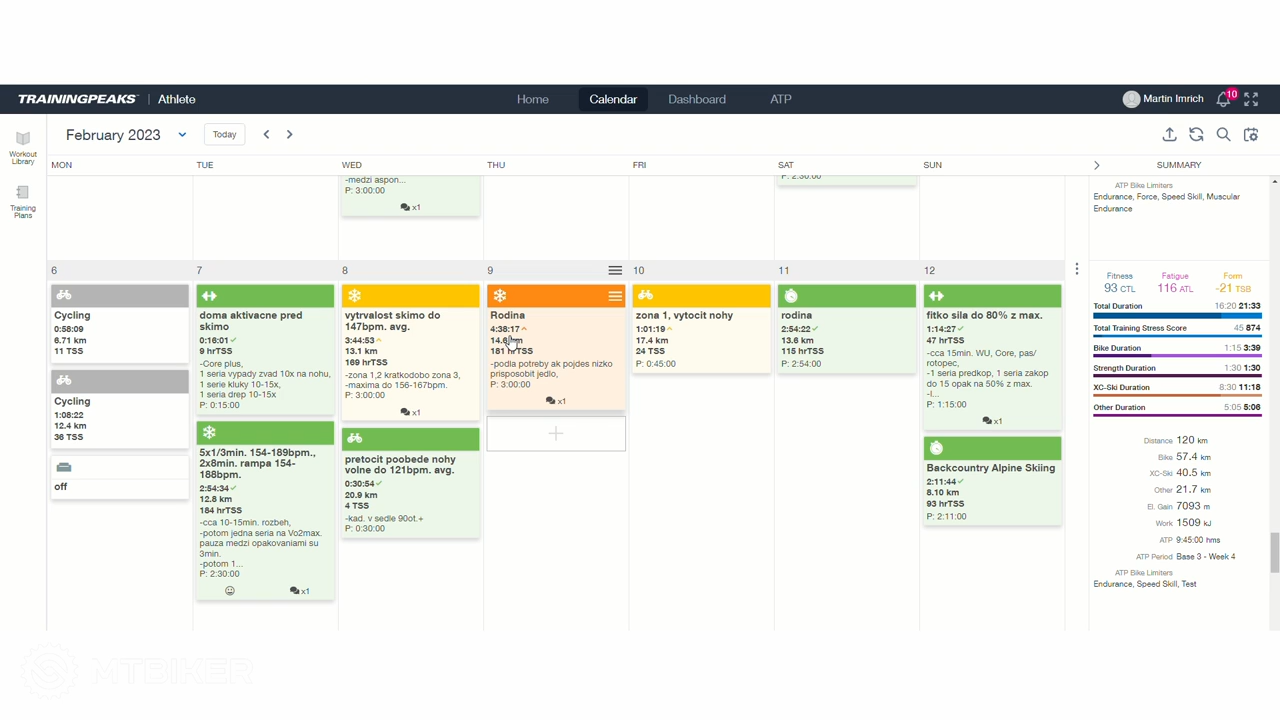 TRAININGPEAKS | Athlete
Home
Calendar
Dashboard
ATP
Martin Imrich
10
Workout
Library
Training
Plans
February 2023
Today
MON
TUE
WED
THU
FRI
SAT
SUN
SUMMARY
-medzi aspon...
P: 3:00:00
x1
P: 2:30:00
ATP Bike Limiters
Endurance, Force, Speed Skill, Muscular
Endurance
6
Cycling
0:58:09
6.71 km
11 TSS
Cycling
1:08:22
12.4 km
36 TSS
off
7
doma aktivacne pred
skimo
0:16:01
9 hrTSS
-Core plus,
1 seria vypady vzad 10x na nohu,
1 serie kluky 10-15x,
1 seria drep 10-15x
P: 0:15:00
5x1/3min. 154-189bpm.,
2x8min. rampa 154-
188bpm.
2:54:34
12.8 km
184 hrTSS
-cca 10-15min. rozbeh,
-potom jedna seria na Vo2max.
pauza medzi opakovaniami su
3min.
-potom 1...
P: 2:30:00
x1
8
vytrvalost skimo do
147bpm. avg.
3:44:53
13.1 km
169 hrTSS
-zona 1,2 kratkodobo zona 3,
-maxima do 156-167bpm.
P: 3:00:00
x1
pretocit poobede nohy
volne do 121bpm. avg.
0:30:54
20.9 km
4 TSS
-kad. v sedle 90ot.+
P: 0:30:00
9
Rodina
4:38:17
181 hrTSS
-podla potreby ak pojdes nizko
prisposobit jedlo,
P: 3:00:00
x1
10
zona 1, vytocit nohy
1:01:19
17.4 km
24 TSS
P: 0:45:00
11
rodina
2:54:22
13.6 km
115 hrTSS
P: 2:54:00
12
fitko sila do 80% z max.
1:14:27
47 hrTSS
-cca 15min. WU, Core, pas/
rotopec,
-1 seria predkop, 1 seria zakop
do 15 opak na 50% z max.
-I...
P: 1:15:00
x1
Backcountry Alpine Skiing
2:11:44
8.10 km
93 hrTSS
P: 2:11:00
Fitness
Fatigue
Form
93 CTL
116 ATL
-21 TSB
Total Duration 16:20 21:33
Total Training Stress Score 45 874
Bike Duration 1:15 3:39
Strength Duration 1:30 1:30
XC-Ski Duration 8:30 11:18
Other Duration 5:05 5:06
Distance 120 km
Bike 57.4 km
XC-Ski 40.5 km
Other 21.7 km
El. Gain 7093 m
Work 1509 kJ
ATP 9:45:00 hms
ATP Period Base 3 - Week 4
ATP Bike Limiters
Endurance, Speed Skill, Test
MTBIKER